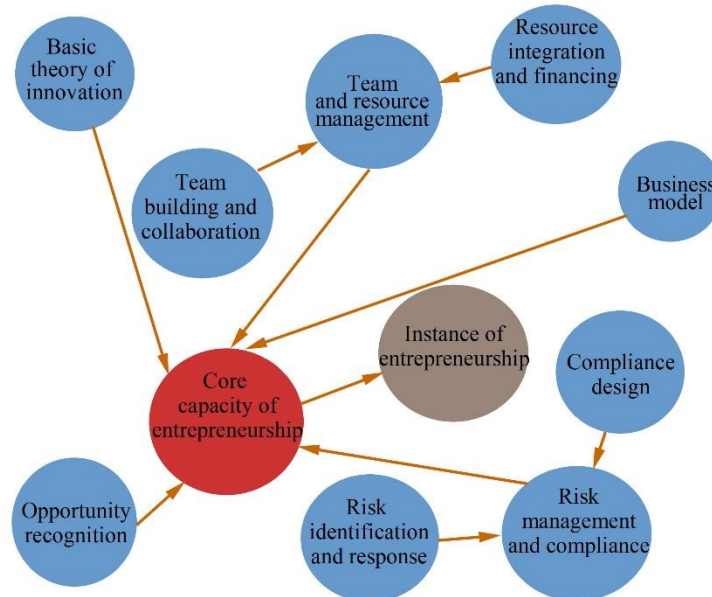 Basic
theory of
innovation
Team
and resource
management
Resource
integration
and financing
Team
building and
collaboration
Business
model
Instance of
entrepreneurship
Compliance
design
Core
capacity of
entrepreneurship
Opportunity
recognition
Risk
identification
and response
Risk
management
and compliance